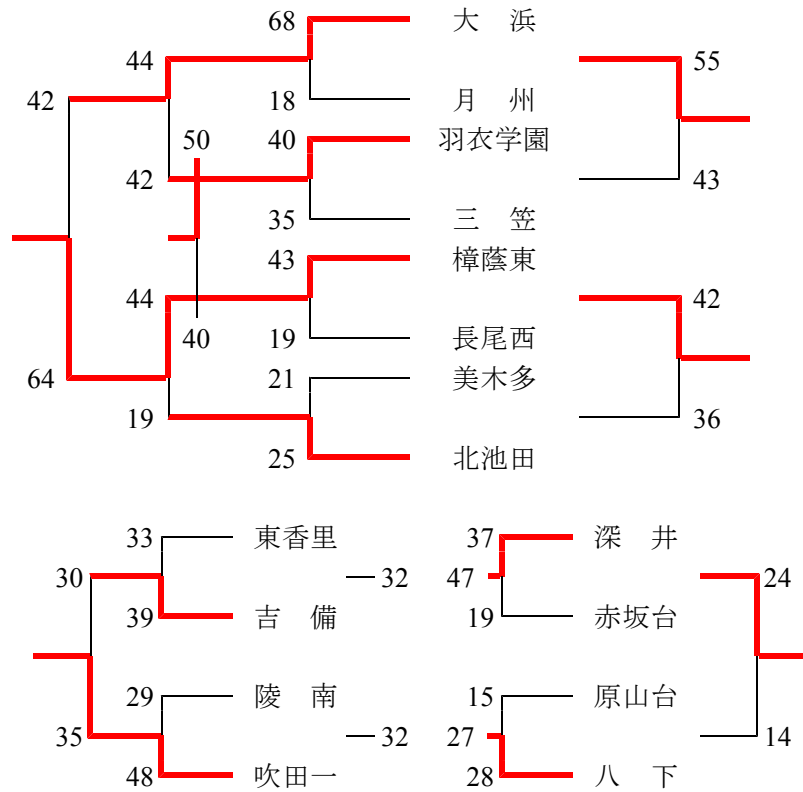 68 大 浜
44 55
42 18 月 州
50 40 羽衣学園
42 43
35 三 笠
43 樟蔭東
44 42
40 19 長尾西
64 21 美木多
19 36
25 北池田
33 東香里 37 深 井
30 32 47 24
39 吉 備 19 赤坂台
29 陵 南 15 原山台
35 32 27 14
48 吹田一 28 八 下